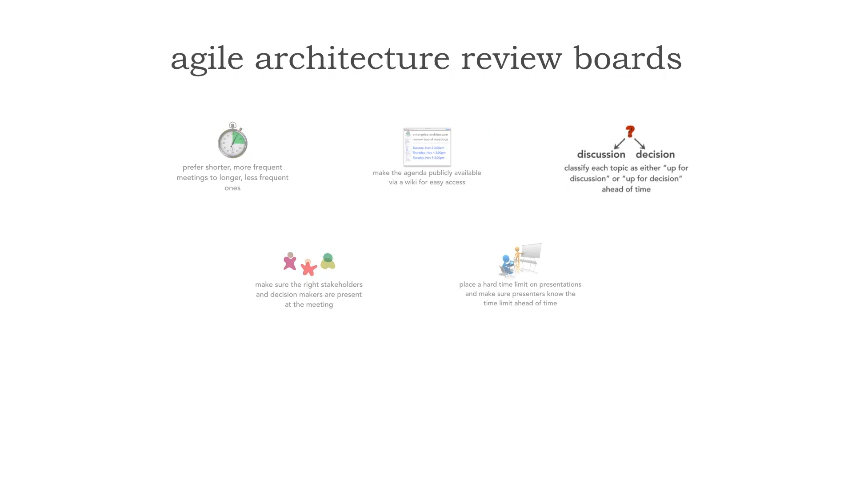 agile architecture review boards
prefer shorter, more frequent
meetings to longer, less frequent
ones
make the agenda publicly available
via a wiki for easy access
?
discussion decision
classify each topic as either "up for
discussion" or "up for decision"
ahead of time
make sure the right stakeholders
and decision makers are present
at the meeting
place a hard time limit on presentations
and make sure presenters know the
time limit ahead of time